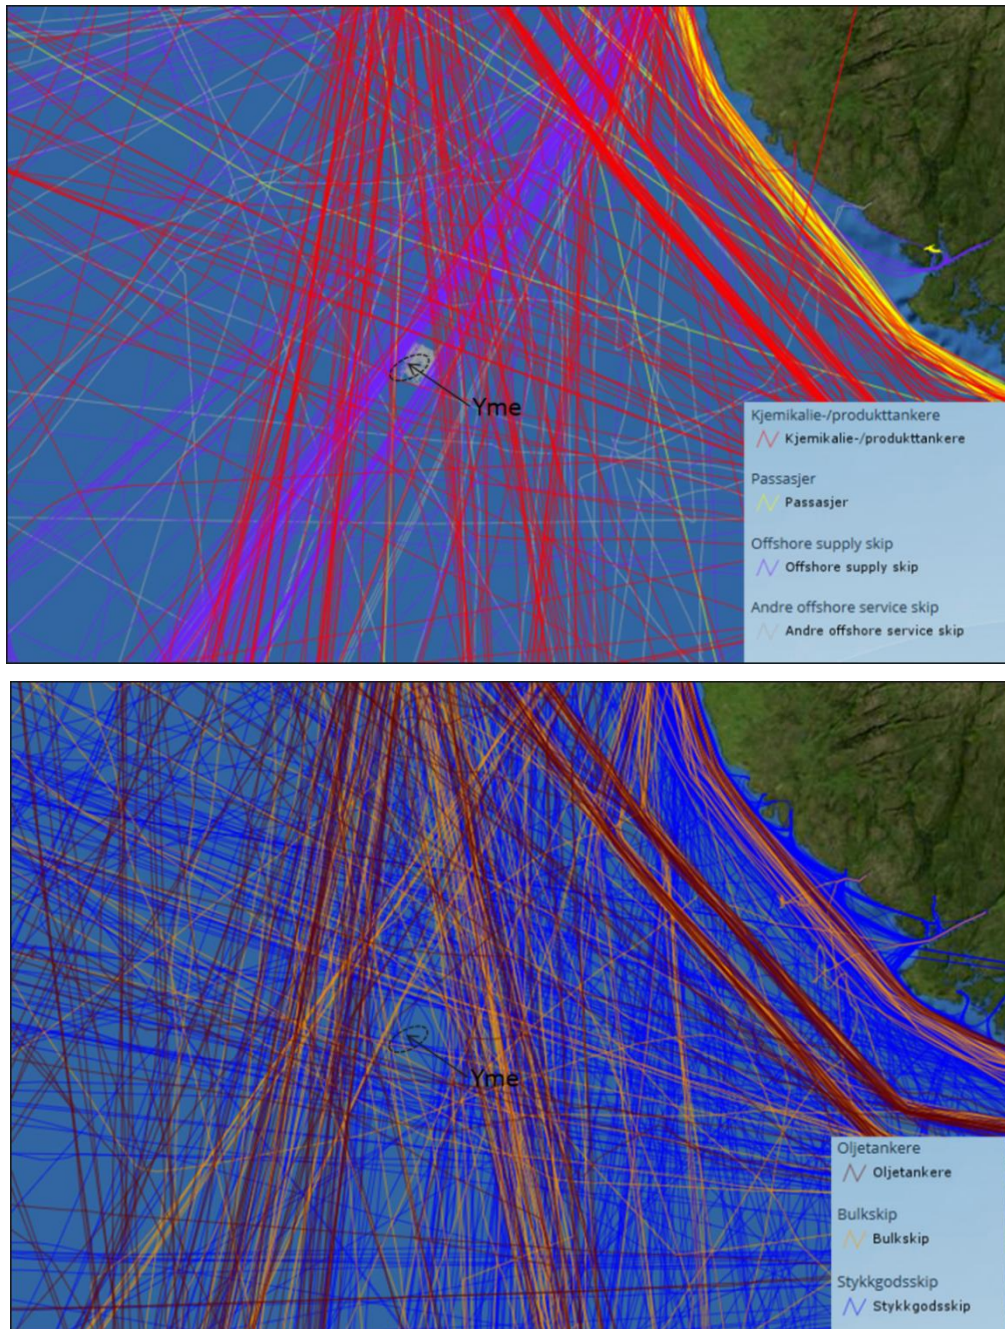 Yme
Kjemikalie-/produkttankere
Kjemikalie-/produkttankere
Passasjer
Passasjer
Offshore supply skip
Offshore supply skip
Andre offshore service skip
Andre offshore service skip
Yme
Oljetankere
Oljetankere
Bulkskip
Bulkskip
Stykkgodsskip
Stykkgodsskip